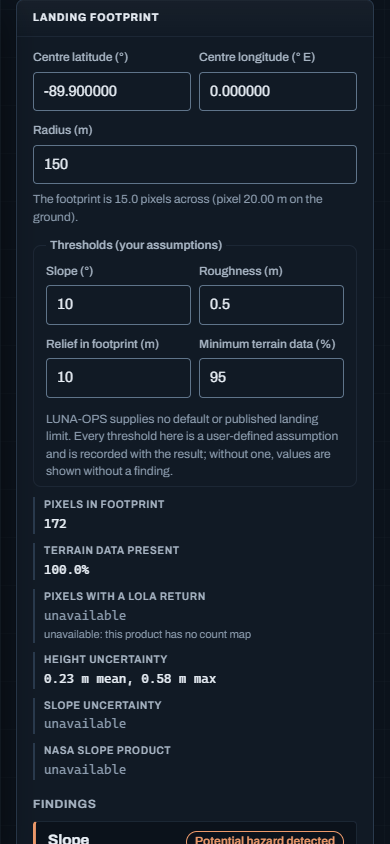 LANDING FOOTPRINT
Centre latitude (°)
Centre longitude (° E)
-89.900000
0.000000
Radius (m)
150
The footprint is 15.0 pixels across (pixel 20.00 m on the
ground).
Thresholds (your assumptions)
Slope (°)
Roughness (m)
10
0.5
Relief in footprint (m)
Minimum terrain data (%)
10
95
LUNA-OPS supplies no default or published landing
limit. Every threshold here is a user-defined assumption
and is recorded with the result; without one, values are
shown without a finding.
PIXELS IN FOOTPRINT
172
TERRAIN DATA PRESENT
100.0%
PIXELS WITH A LOLA RETURN
unavailable
unavailable: this product has no count map
HEIGHT UNCERTAINTY
0.23 m mean, 0.58 m max
SLOPE UNCERTAINTY
unavailable
NASA SLOPE PRODUCT
unavailable
FINDINGS
Slope
Potential hazard detected